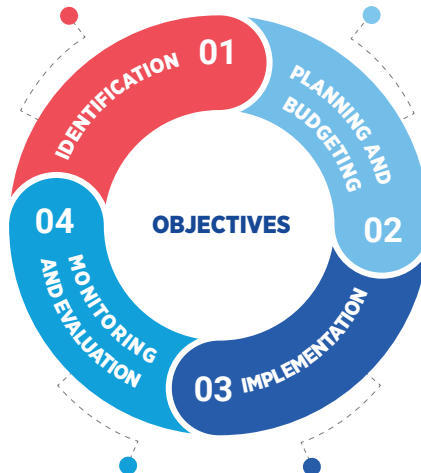 IDENTIFICATION 01
PLANNING AND
BUDGETING
02
OBJECTIVES
03 IMPLEMENTATION
04
MONITORING
AND EVALUATION